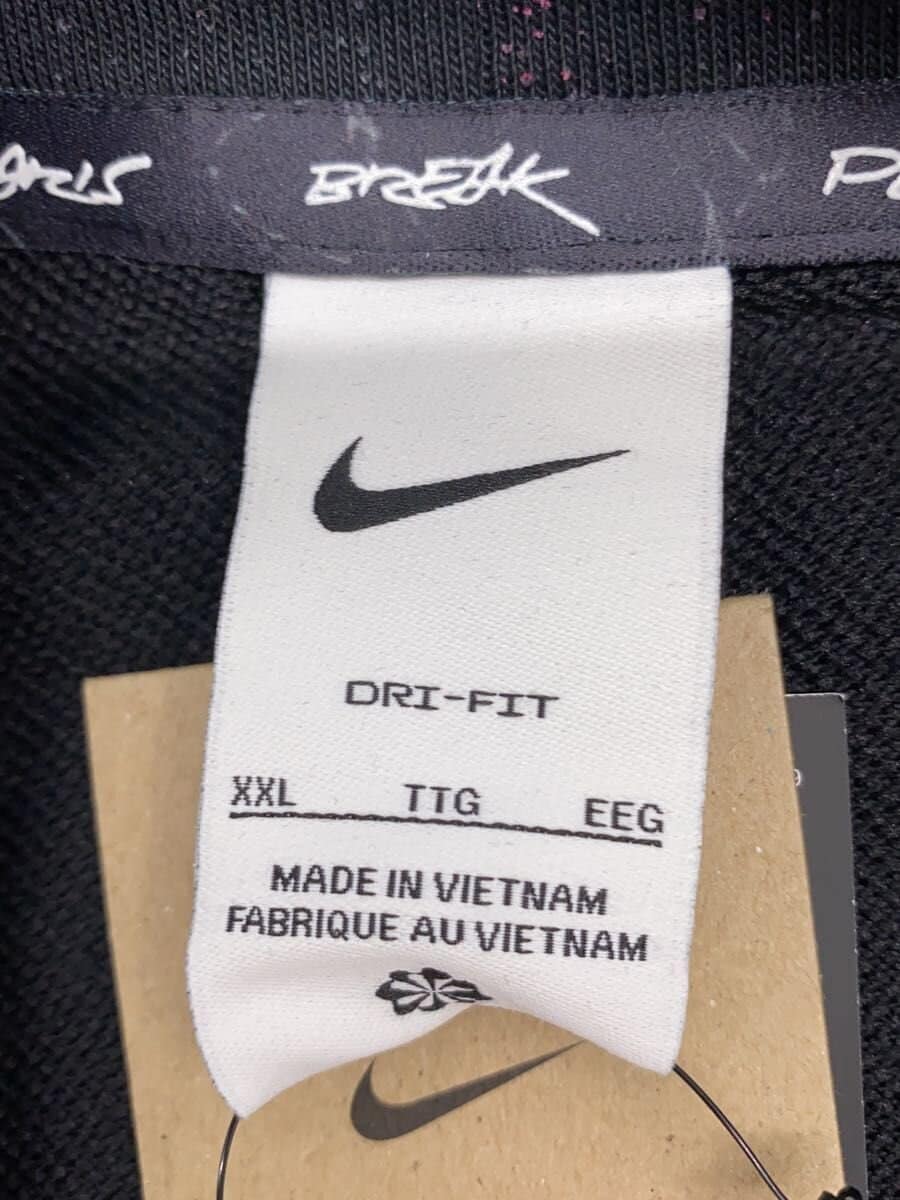 BREAK
DRI-FIT
XXL TTG EEG
MADE IN VIETNAM
FABRIQUE AU VIETNAM